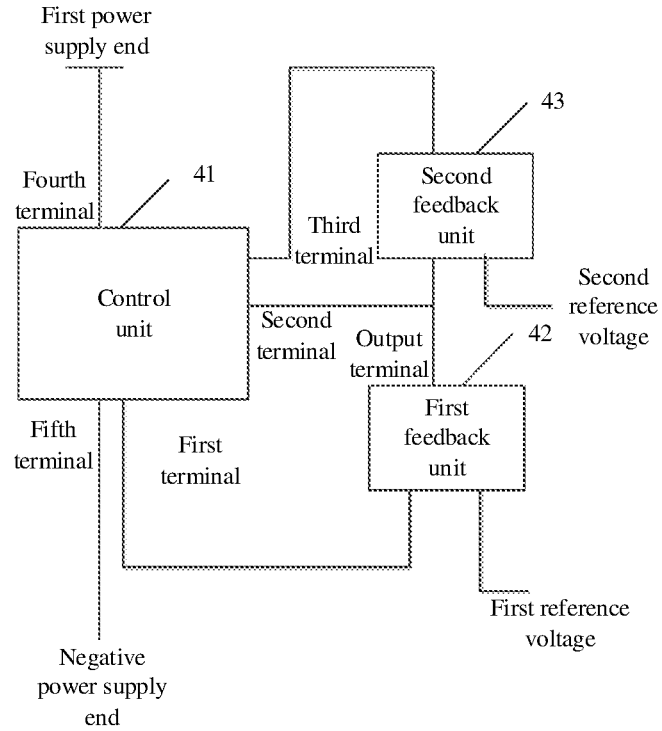 First power
supply end
43
41
Fourth
terminal
Second
feedback
unit
Third
terminal
Control
unit
Second
reference
voltage
Second
terminal
Output
terminal
42
First
feedback
unit
Fifth
terminal
First
terminal
First reference
voltage
Negative
power supply
end